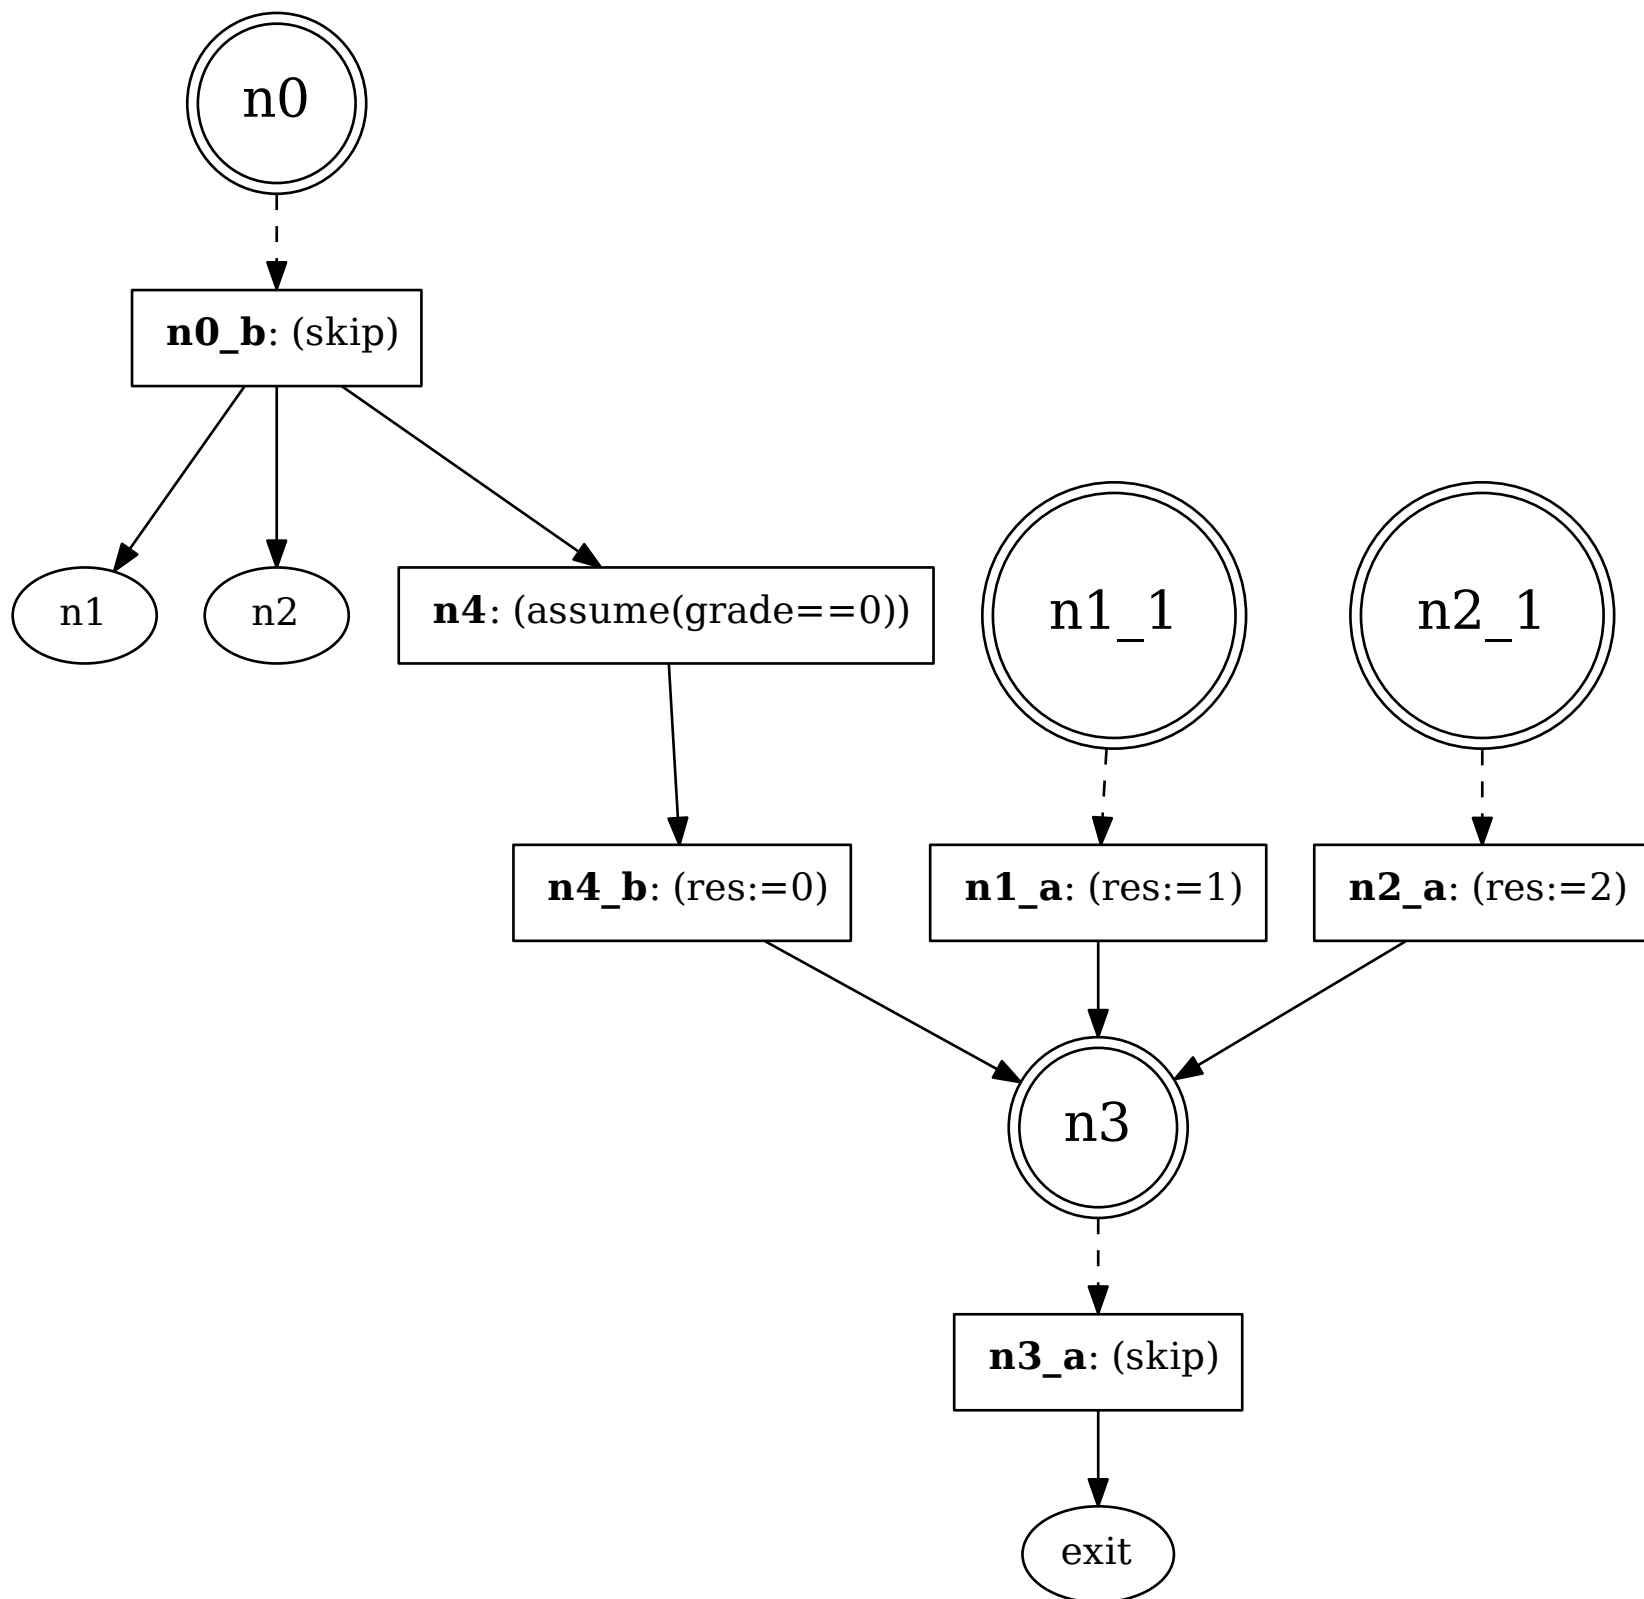 n0
n0_b: (skip)
n1
n2
n4: (assume(grade==0))
n1_1
n2_1
n4_b: (res:=0)
n1_a: (res:=1)
n2_a: (res:=2)
n3
n3_a: (skip)
exit